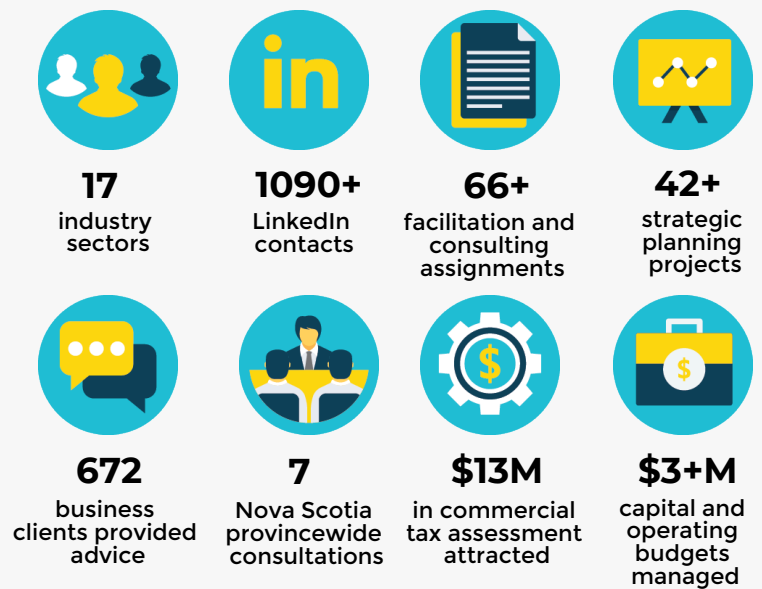 in
17
industry
sectors
1090+
LinkedIn
contacts
66+
facilitation and
consulting
assignments
42+
strategic
planning
projects
672
business
clients provided
advice
7
Nova Scotia
provincewide
consultations
$
$13M
in commercial
tax assessment
attracted
$
$3+M
capital and
operating
budgets
managed